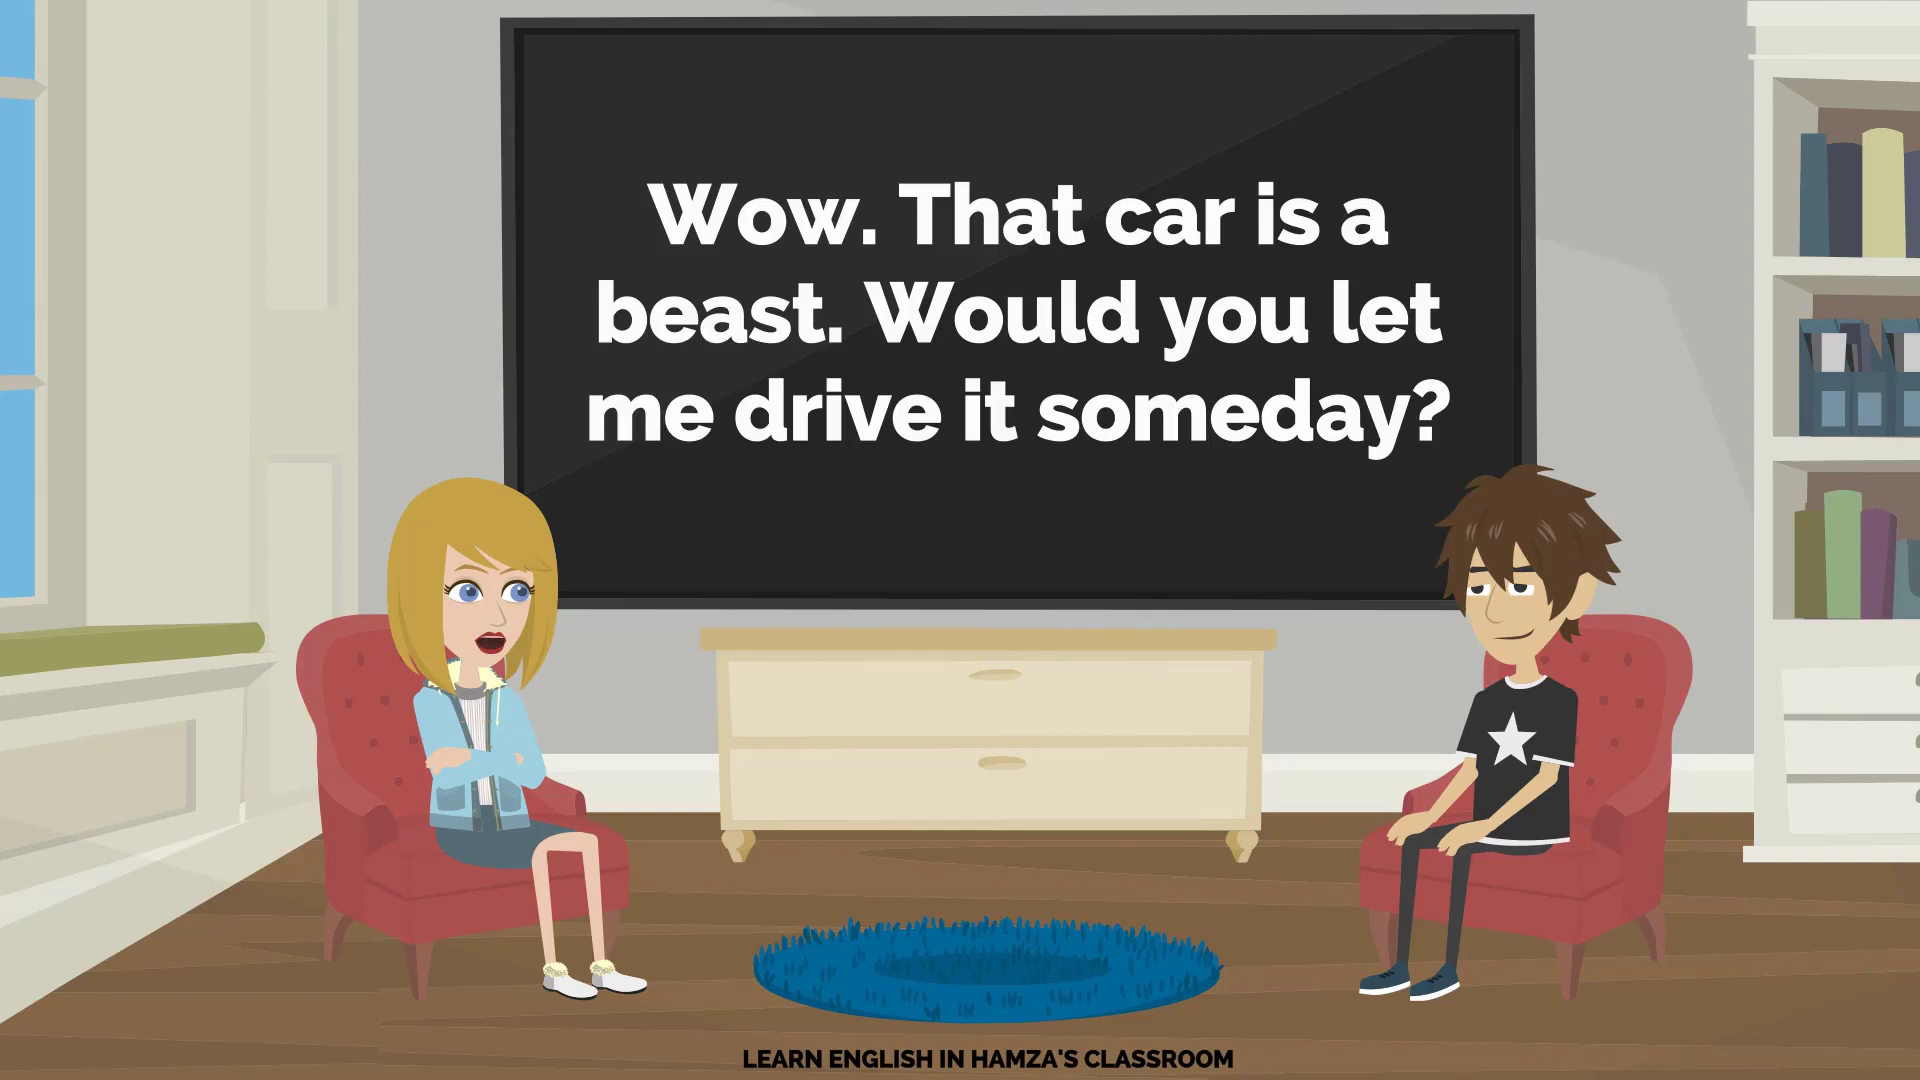 Wow. That car is a
beast. Would you let
me drive it someday?
LEARN ENGLISH IN HAMZA'S CLASSROOM